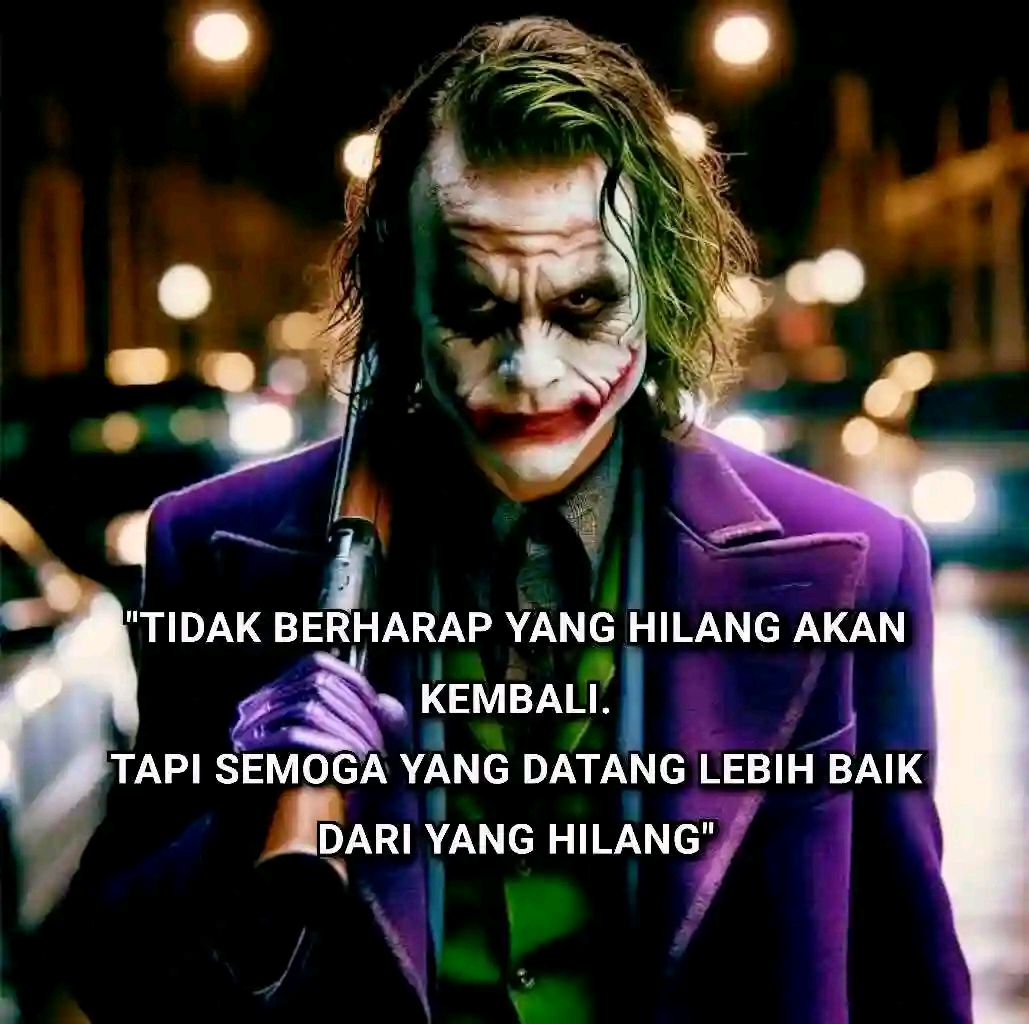 "TIDAK BERHARAP YANG HILANG AKAN
KEMBALI.
TAPI SEMOGA YANG DATANG LEBIH BAIK
DARI YANG HILANG"